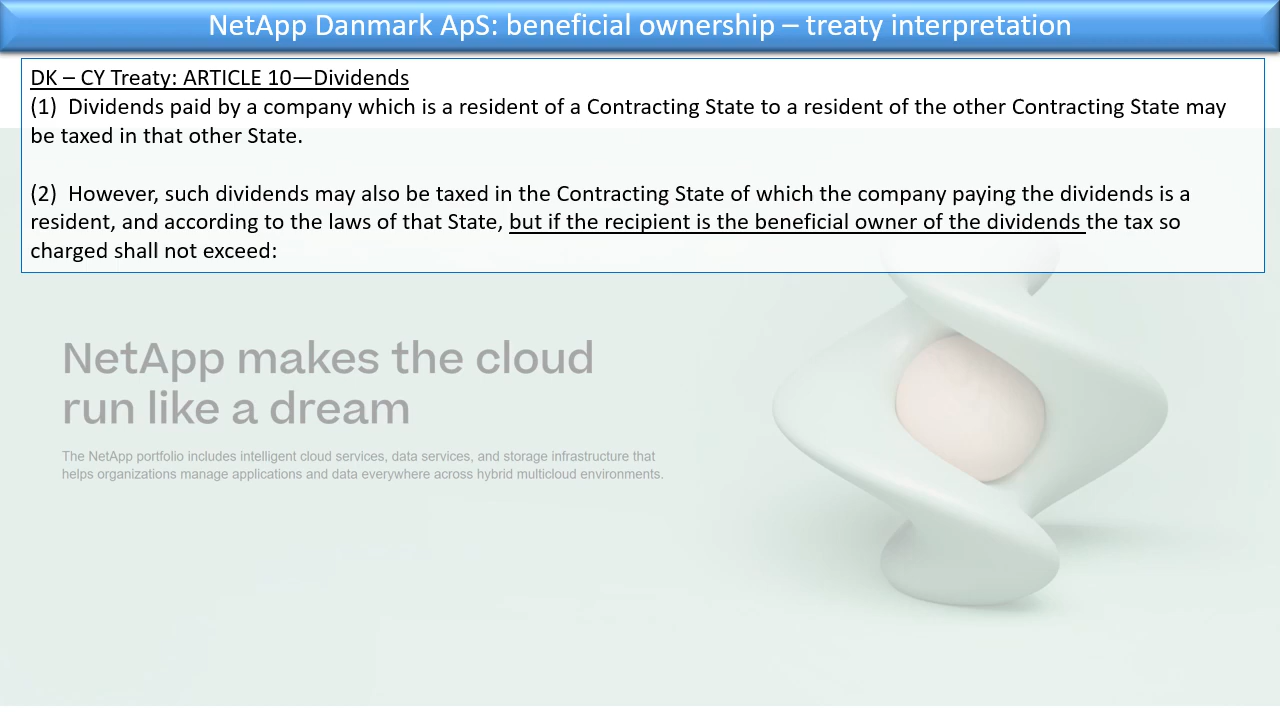 NetApp Danmark ApS: beneficial ownership – treaty interpretation
DK – CY Treaty: ARTICLE 10—Dividends
(1)  Dividends paid by a company which is a resident of a Contracting State to a resident of the other Contracting State may
be taxed in that other State.
(2)  However, such dividends may also be taxed in the Contracting State of which the company paying the dividends is a
resident, and according to the laws of that State, but if the recipient is the beneficial owner of the dividends the tax so
charged shall not exceed:
NetApp makes the cloud
run like a dream
The NetApp portfolio includes intelligent cloud services, data services, and storage infrastructure that
helps organizations manage applications and data everywhere across hybrid multicloud environments.